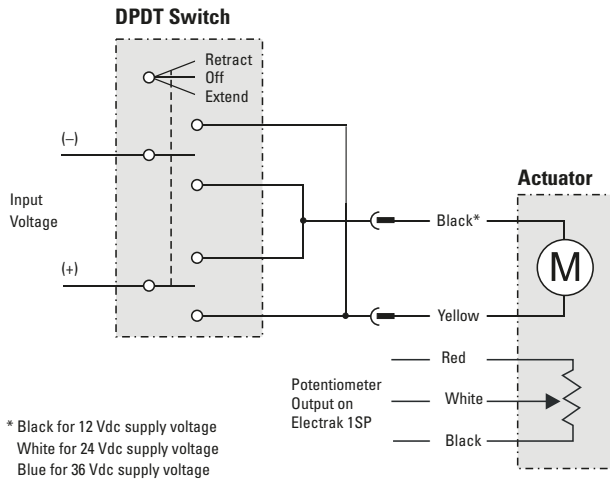 DPDT Switch
Retract
Off
Extend
(–)
Input
Voltage
(+)
Actuator
Black*
M
Yellow
Red
Potentiometer
Output on
Electrak 1SP
White
Black
* Black for 12 Vdc supply voltage
White for 24 Vdc supply voltage
Blue for 36 Vdc supply voltage